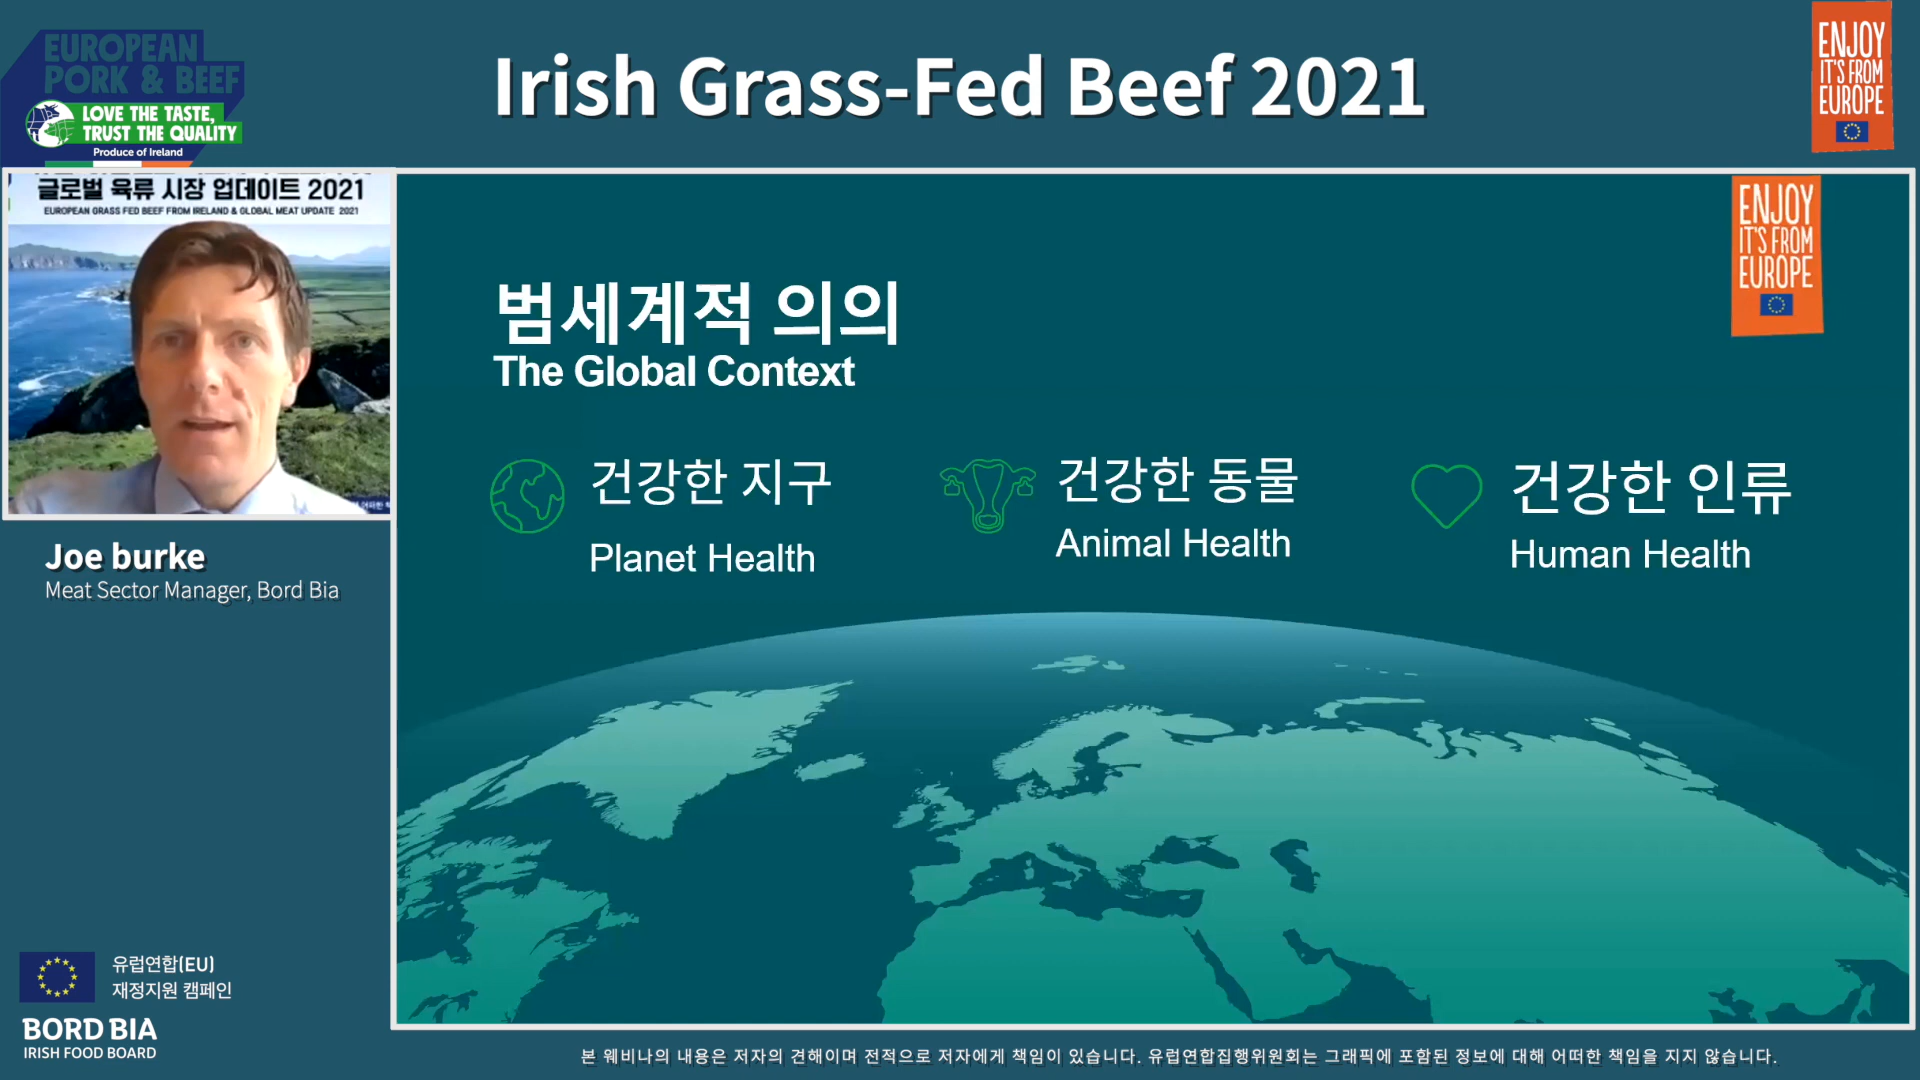 EUROPEAN
PORK & BEEF
LOVE THE TASTE,
TRUST THE QUALITY
Produce of Ireland
Irish Grass-Fed Beef 2021
ENJOY
IT'S FROM
EUROPE
글로벌 육류 시장 업데이트 2021
EUROPEAN GRASS FED BEEF FROM IRELAND & GLOBAL MEAT UPDATE 2021
Joe burke
Meat Sector Manager, Bord Bia
ENJOY
IT'S FROM
EUROPE
범세계적 의의
The Global Context
건강한 지구
Planet Health
건강한 동물
Animal Health
건강한 인류
Human Health
유럽연합(EU)
재정지원 캠페인
BORD BIA
IRISH FOOD BOARD
본 웨비나의 내용은 저자의 견해이며 전적으로 저자에게 책임이 있습니다. 유럽연합집행위원회는 그래픽에 포함된 정보에 대해 어떠한 책임을 지지 않습니다.